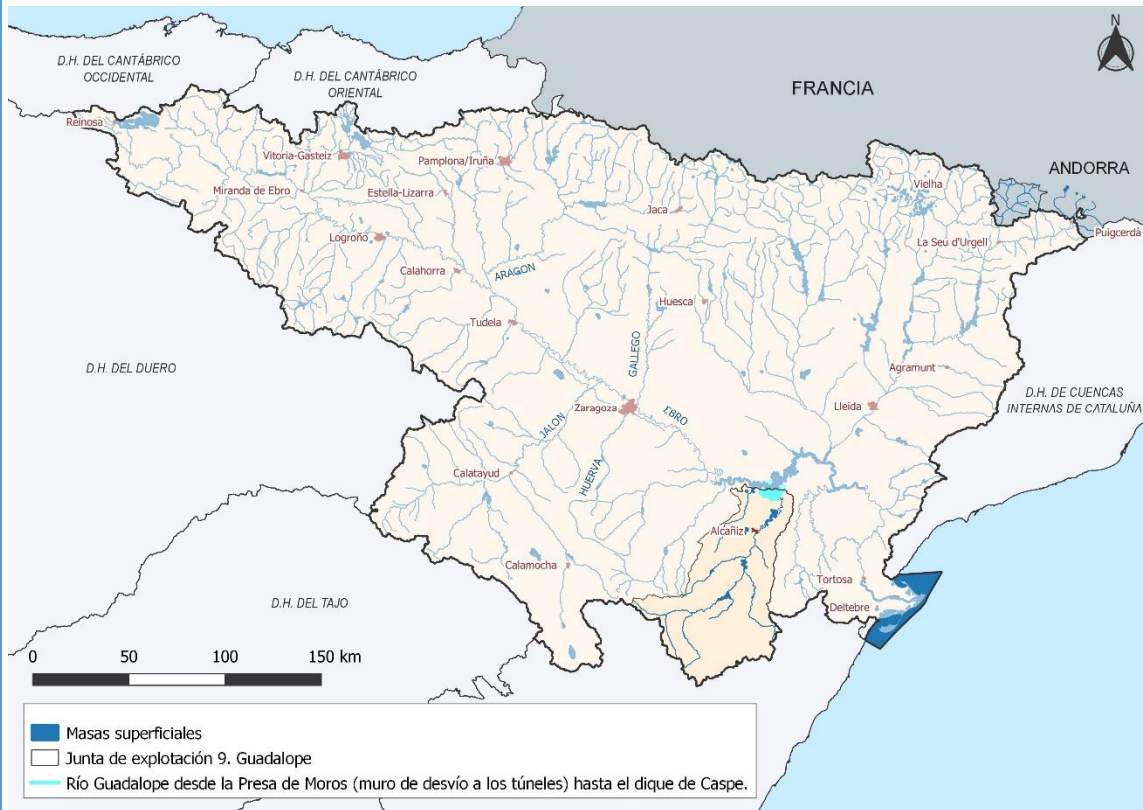 N
D.H. DEL CANTÁBRICO
OCCIDENTAL
D.H. DEL CANTÁBRICO
ORIENTAL
FRANCIA
ANDORRA
Reinosa
Vitoria-Gasteiz
Pamplona/Iruña
Vielha
Miranda de Ebro
Estella-Lizarra
Jaca
Puigcerdà
La Seu d'Urgell
Logroño
Calahorra
ARAGON
Huesca
Tudela
GALLEGO
D.H. DEL DUERO
Agramunt
D.H. DE CUENCAS
INTERNAS DE CATALUÑA
Zaragoza
EBRO
Lleida
JALON
HUERVA
Calatayud
Alcañiz
Calamocha
Tortosa
Deltebre
D.H. DEL TAJO
0 50 100 150 km
Masas superficiales
Junta de explotación 9. Guadalope
Río Guadalope desde la Presa de Moros (muro de desvío a los túneles) hasta el dique de Caspe.